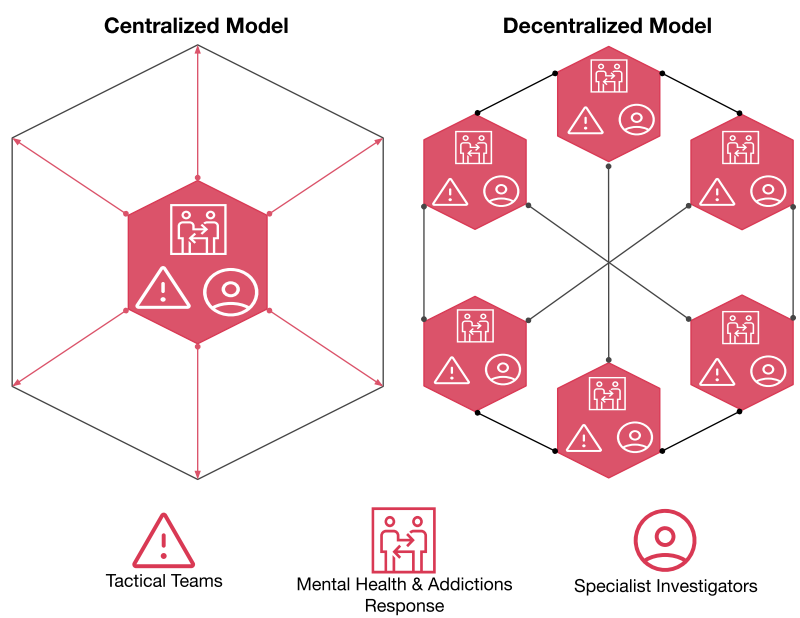 Centralized Model
Decentralized Model
Tactical Teams
Mental Health & Addictions
Response
Specialist Investigators